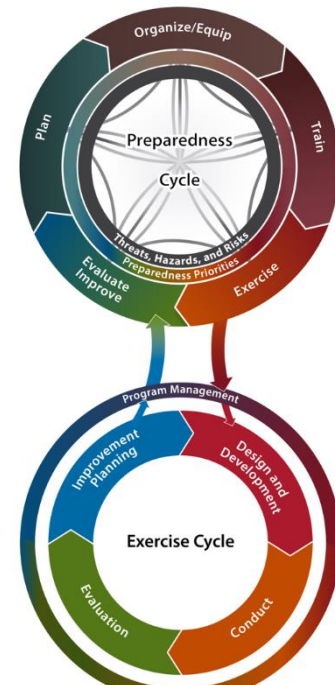 Organize/Equip
Plan
Train
Preparedness
Cycle
Threats, Hazards, and Risks
Preparedness Priorities
Evaluate
Improve
Exercise
Program Management
Improvement
Planning
Design and
Development
Exercise Cycle
Evaluation
Conduct